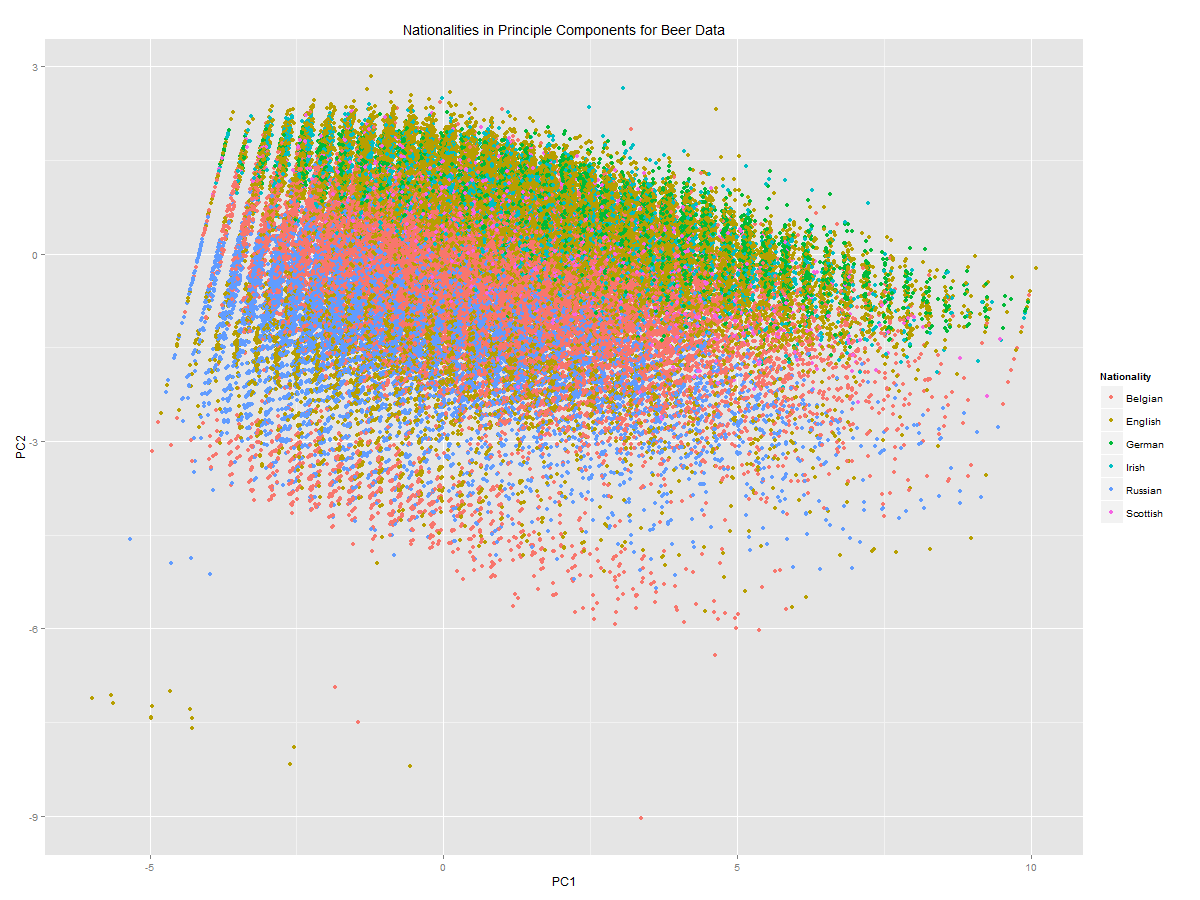 Nationalities in Principle Components for Beer Data
3
0
-3
-6
-9
PC2
-5
0
5
10
PC1
Nationality
Belgian
English
German
Irish
Russian
Scottish